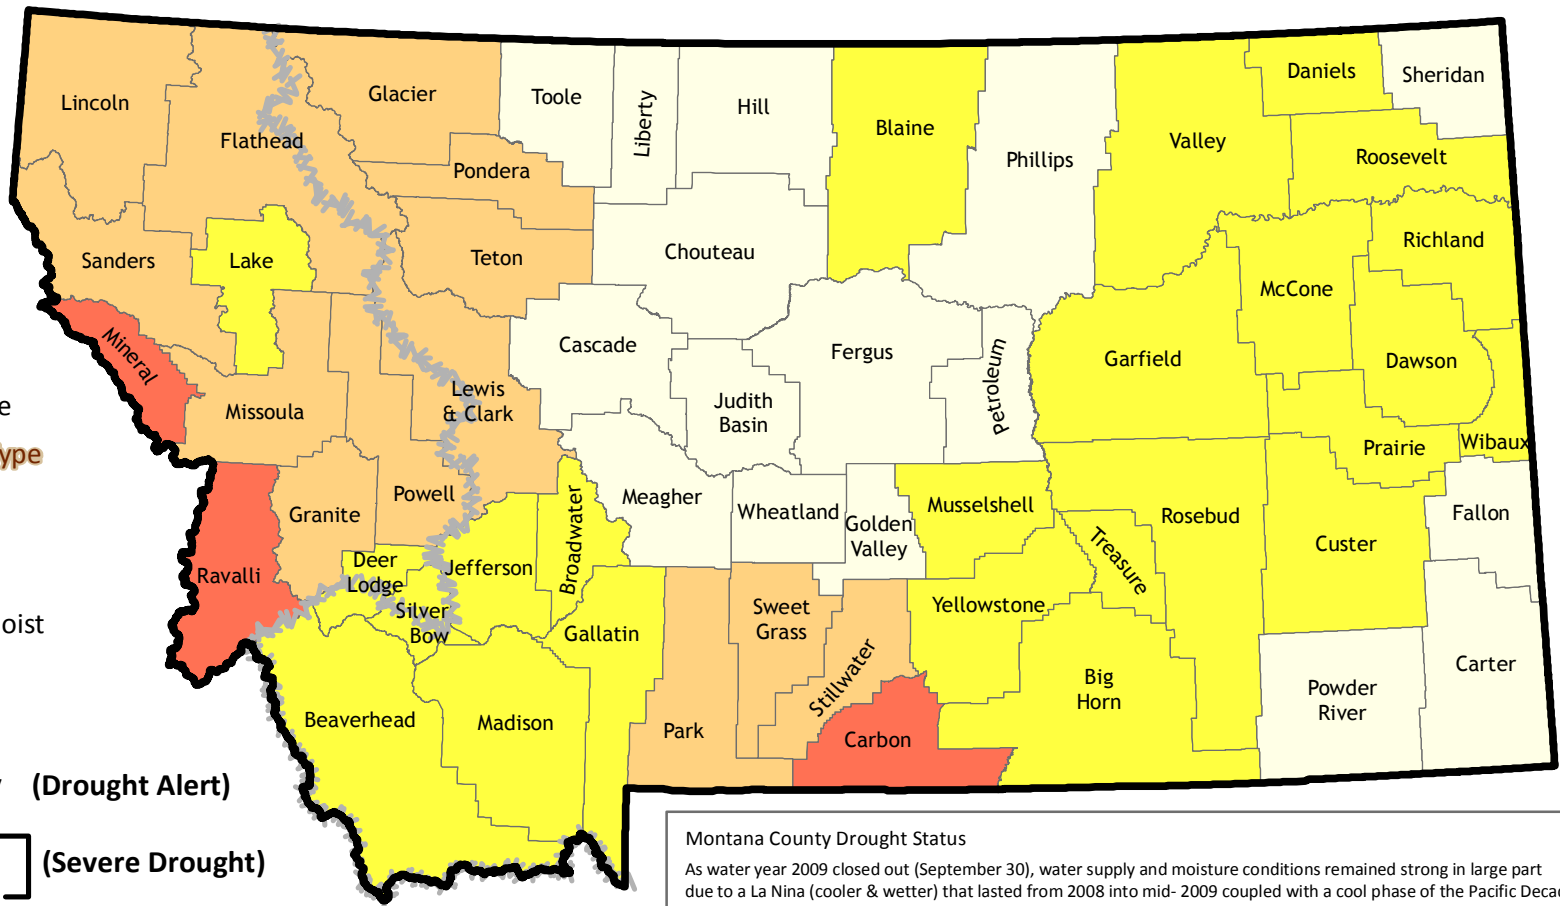 Lincoln
Flathead
Glacier
Toole
Liberty
Hill
Blaine
Phillips
Valley
Daniels
Sheridan
Roosevelt
Pondera
Teton
Chouteau
Richland
McCone
Sanders
Lake
Mineral
Missoula
Lewis
& Clark
Cascade
Judith
Basin
Fergus
Petroleum
Garfield
Dawson
Prairie
Wibaux
Powell
Granite
Ravalli
Deer
Lodge
Silver
Bow
Jefferson
Broadwater
Meagher
Wheatland
Golden
Valley
Musselshell
Treasure
Rosebud
Custer
Fallon
Yellowstone
Gallatin
Sweet
Grass
Stillwater
Big
Horn
Powder
River
Carter
Beaverhead
Madison
Park
Carbon
e
ype
oist
(Drought Alert)
(Severe Drought)
Montana County Drought Status
As water year 2009 closed out (September 30), water supply and moisture conditions remained strong in large part
due to a La Nina (cooler & wetter) that lasted from 2008 into mid- 2009 coupled with a cool phase of the Pacific Decad